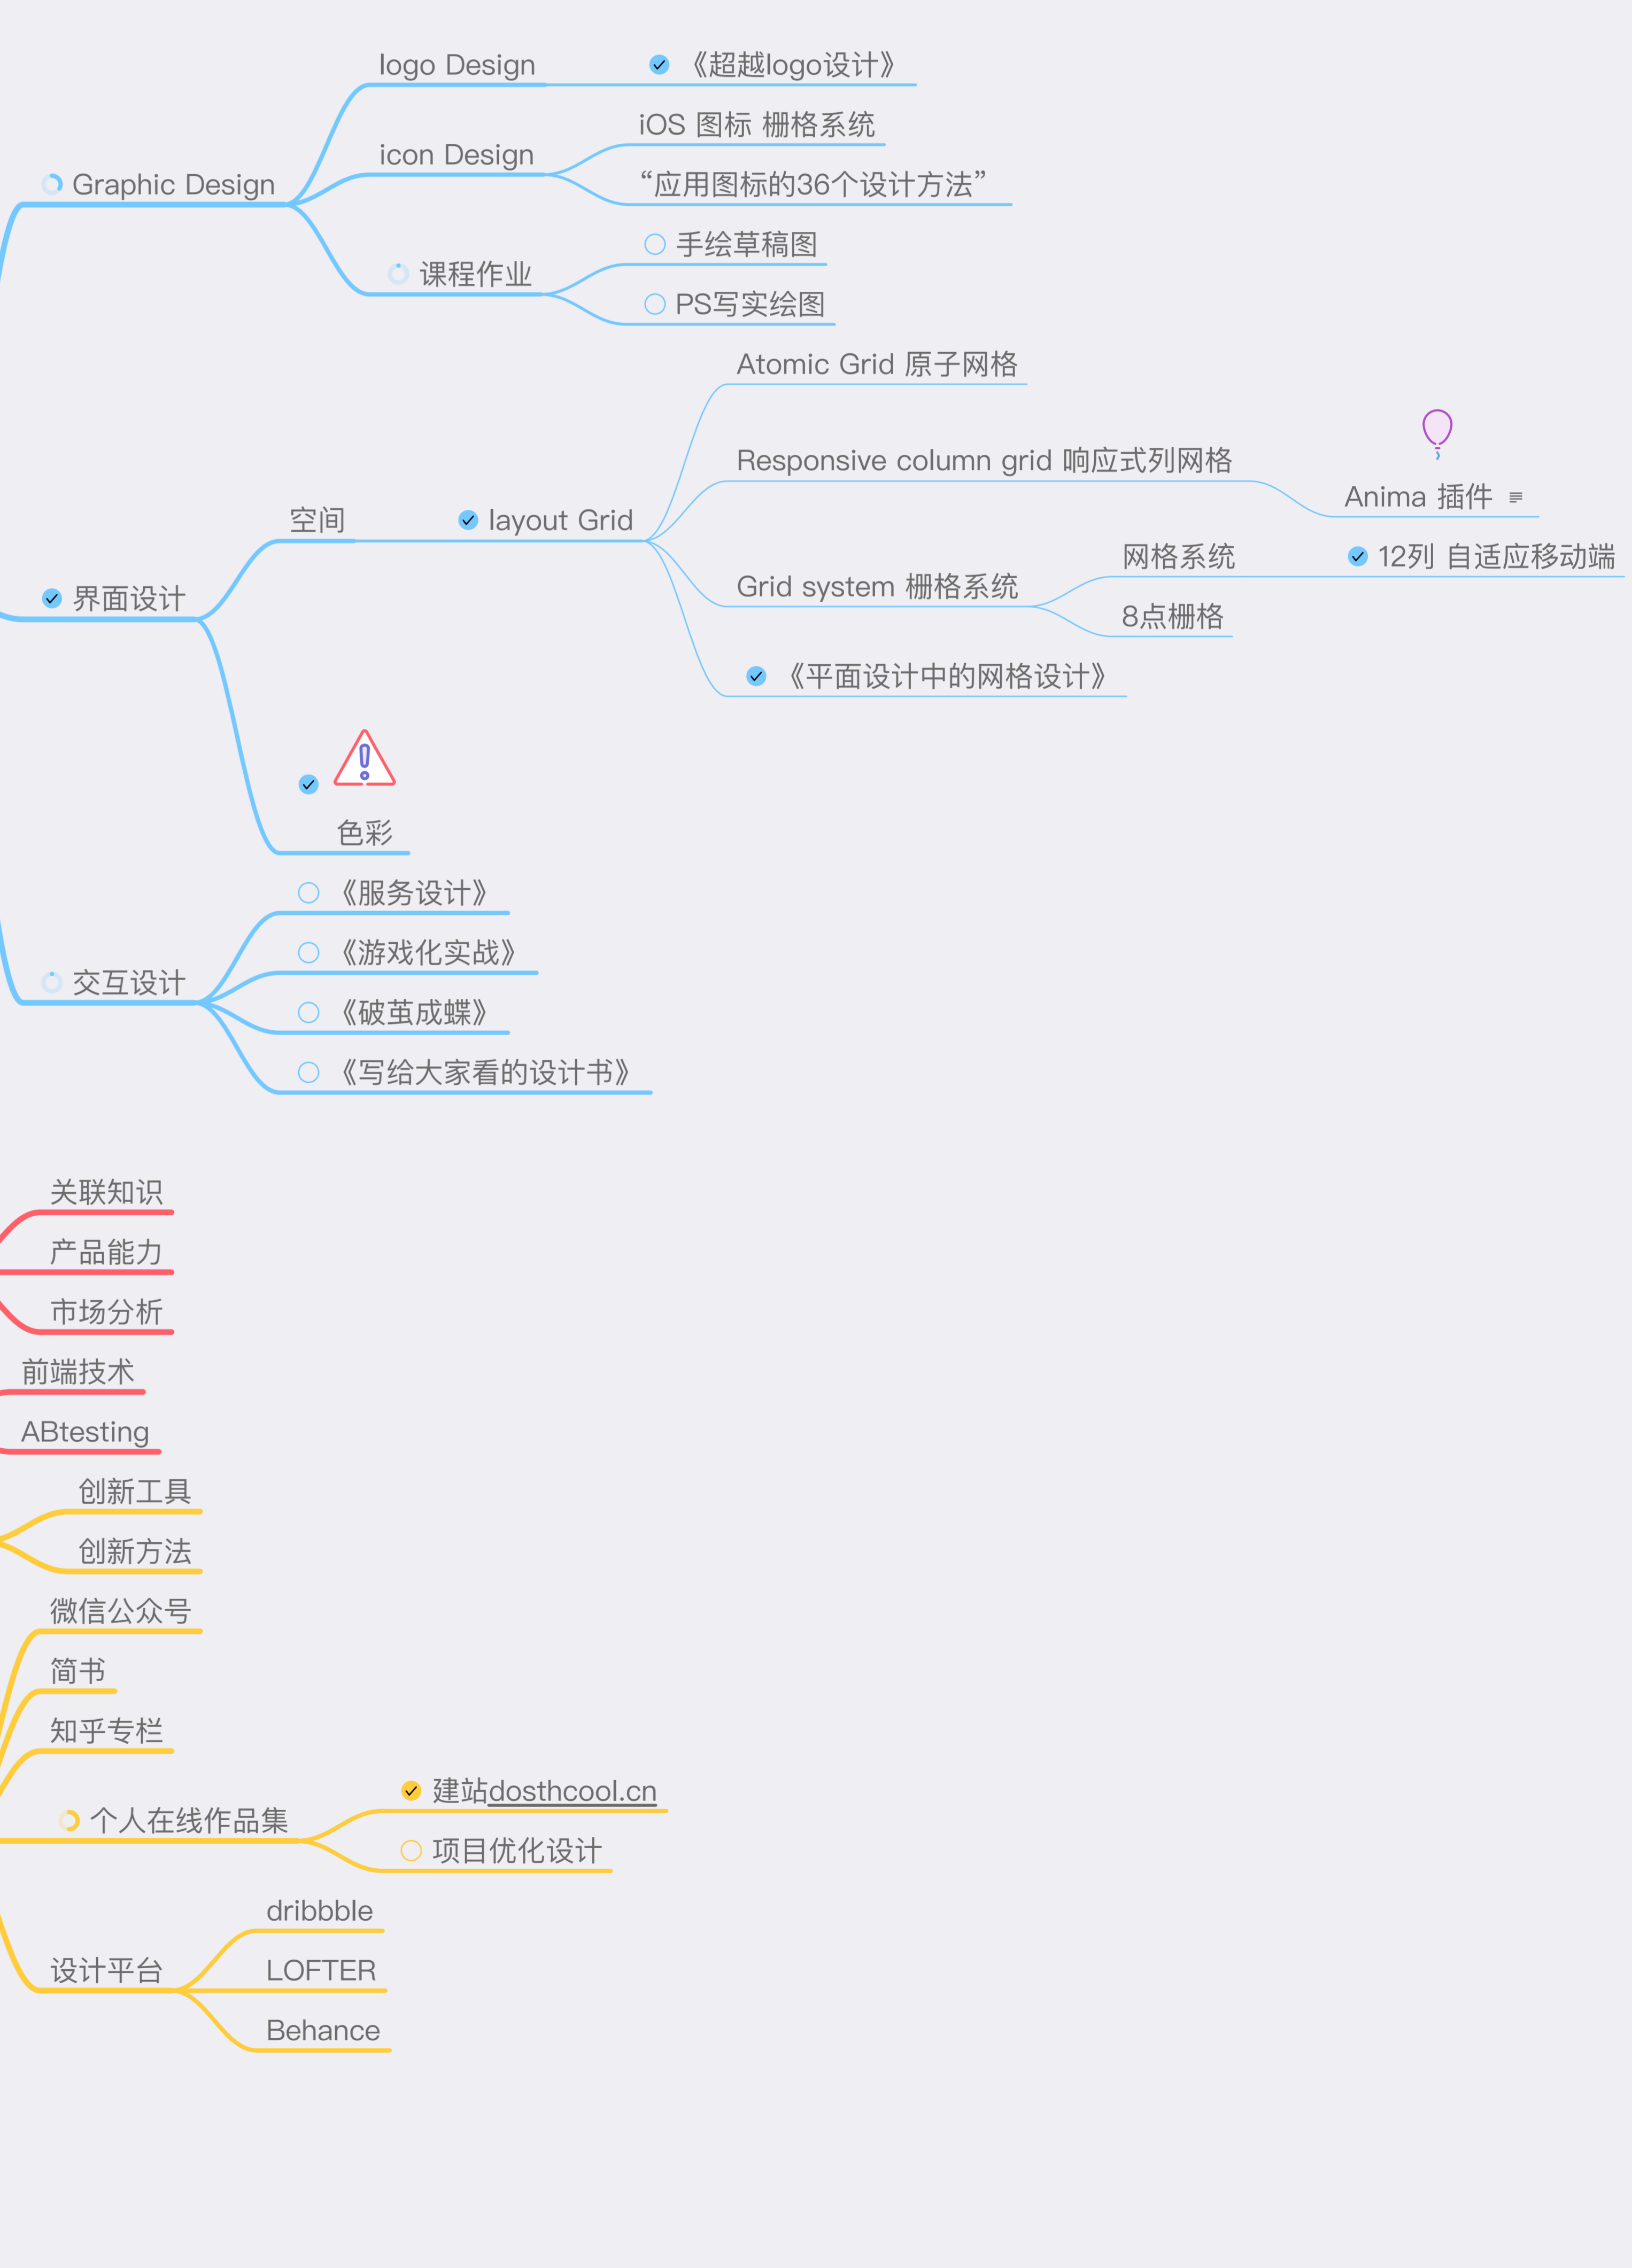 logo Design
《超越logo设计》
iOS 图标 栅格系统
icon Design
“应用图标的36个设计方法”
Graphic Design
手绘草稿图
课程作业
PS写实绘图
Atomic Grid 原子网格
Responsive column grid 响应式列网格
Anima 插件
空间
layout Grid
网格系统
12列 自适应移动端
Grid system 栅格系统
8点栅格
界面设计
《平面设计中的网格设计》
色彩
《服务设计》
《游戏化实战》
交互设计
《破茧成蝶》
《写给大家看的设计书》
关联知识
产品能力
市场分析
前端技术
ABtesting
创新工具
创新方法
微信公众号
简书
知乎专栏
建站dosthcool.cn
个人在线作品集
项目优化设计
dribbble
设计平台
LOFTER
Behance